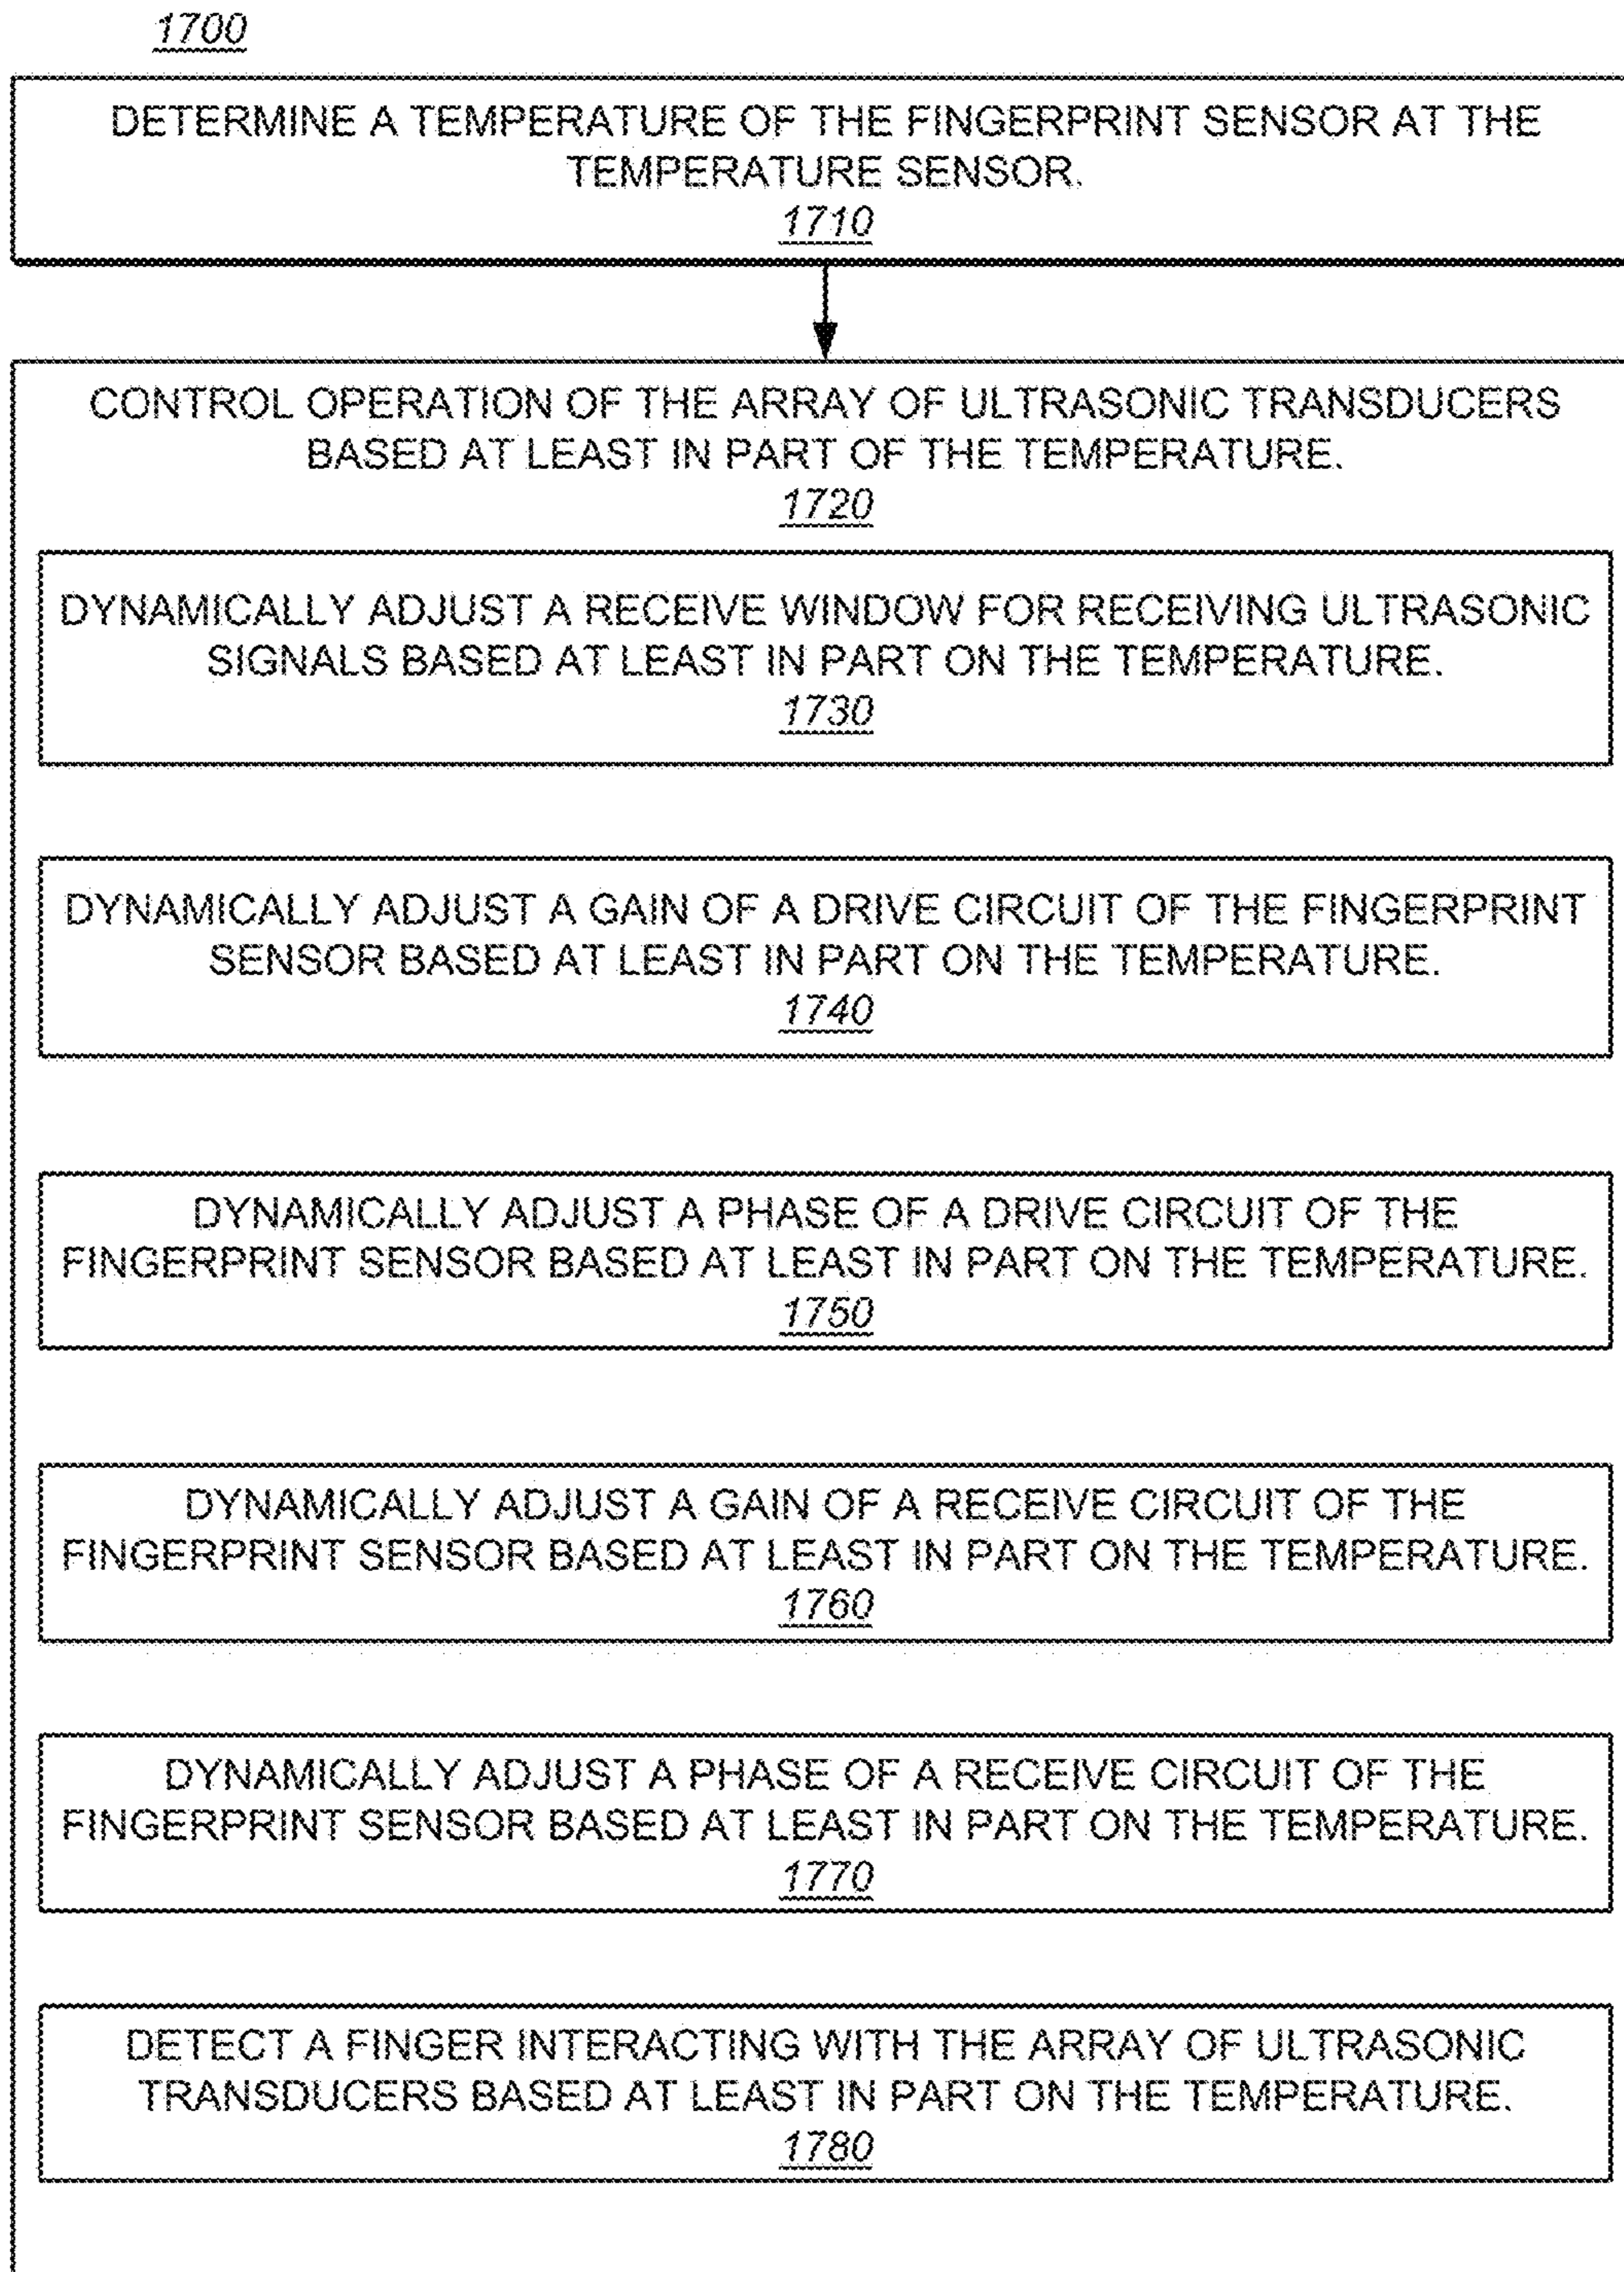 1700
DETERMINE A TEMPERATURE OF THE FINGERPRINT SENSOR AT THE
TEMPERATURE SENSOR.
1710
CONTROL OPERATION OF THE ARRAY OF ULTRASONIC TRANSDUCERS
BASED AT LEAST IN PART OF THE TEMPERATURE.
1720
DYNAMICALLY ADJUST A RECEIVE WINDOW FOR RECEIVING ULTRASONIC
SIGNALS BASED AT LEAST IN PART ON THE TEMPERATURE.
1730
DYNAMICALLY ADJUST A GAIN OF A DRIVE CIRCUIT OF THE FINGERPRINT
SENSOR BASED AT LEAST IN PART ON THE TEMPERATURE.
1740
DYNAMICALLY ADJUST A PHASE OF A DRIVE CIRCUIT OF THE
FINGERPRINT SENSOR BASED AT LEAST IN PART ON THE TEMPERATURE.
1750
DYNAMICALLY ADJUST A GAIN OF A RECEIVE CIRCUIT OF THE
FINGERPRINT SENSOR BASED AT LEAST IN PART ON THE TEMPERATURE.
1760
DYNAMICALLY ADJUST A PHASE OF A RECEIVE CIRCUIT OF THE
FINGERPRINT SENSOR BASED AT LEAST IN PART ON THE TEMPERATURE.
1770
DETECT A FINGER INTERACTING WITH THE ARRAY OF ULTRASONIC
TRANSDUCERS BASED AT LEAST IN PART ON THE TEMPERATURE.
1780